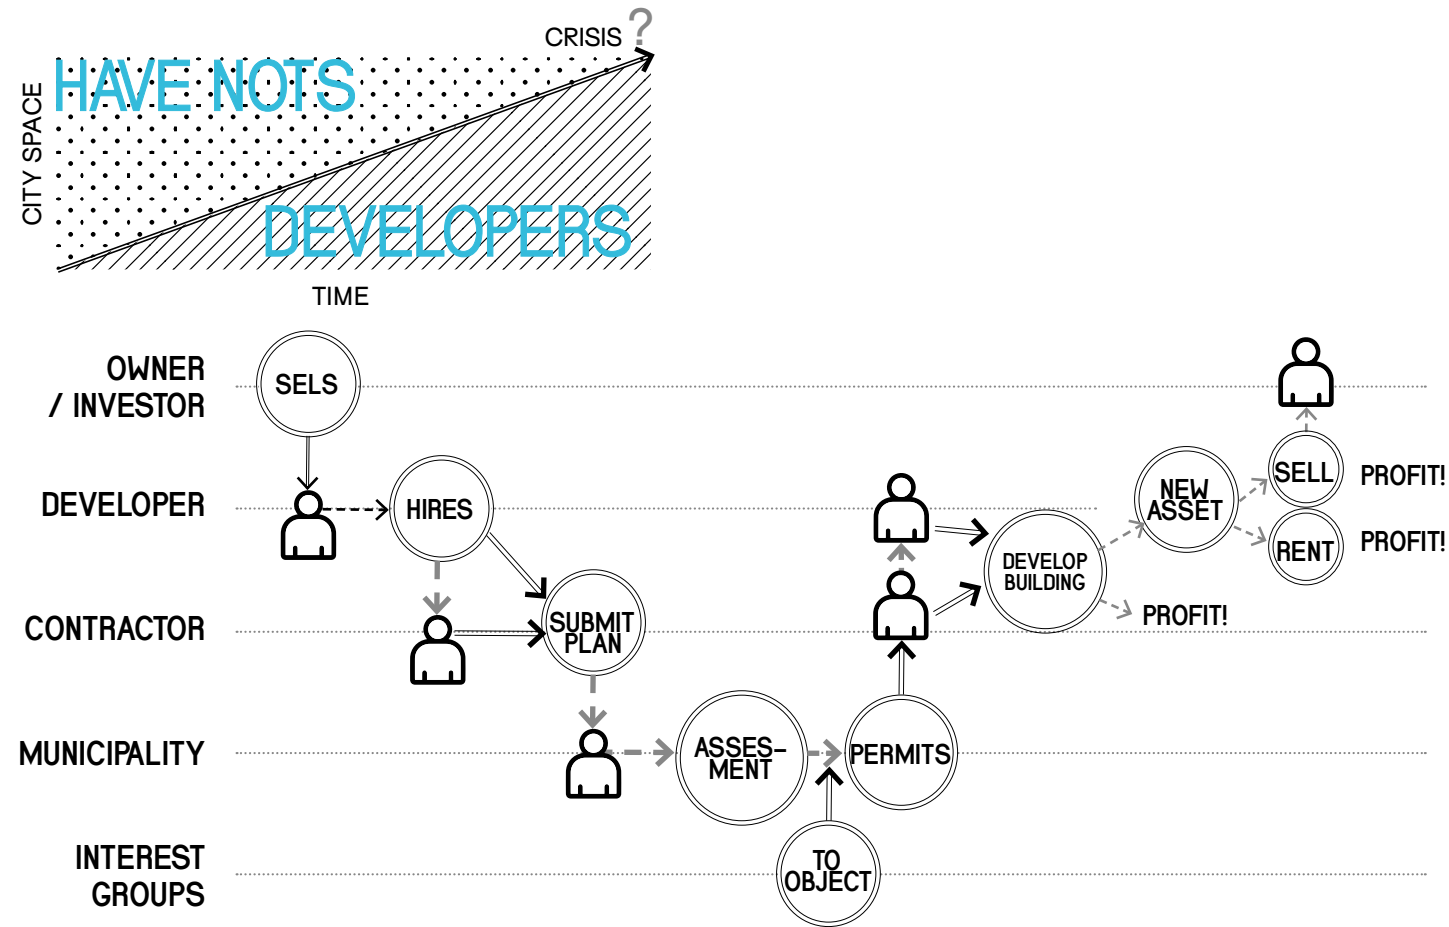 CRISIS ?
HAVE NOTS
CITY SPACE
DEVELOPERS
TIME
OWNER
/ INVESTOR
SELS
DEVELOPER
HIRES
NEW
ASSET
SELL
PROFIT!
RENT
PROFIT!
DEVELOP
BUILDING
PROFIT!
CONTRACTOR
SUBMIT
PLAN
MUNICIPALITY
ASSES-
MENT
PERMITS
INTEREST
GROUPS
TO
OBJECT